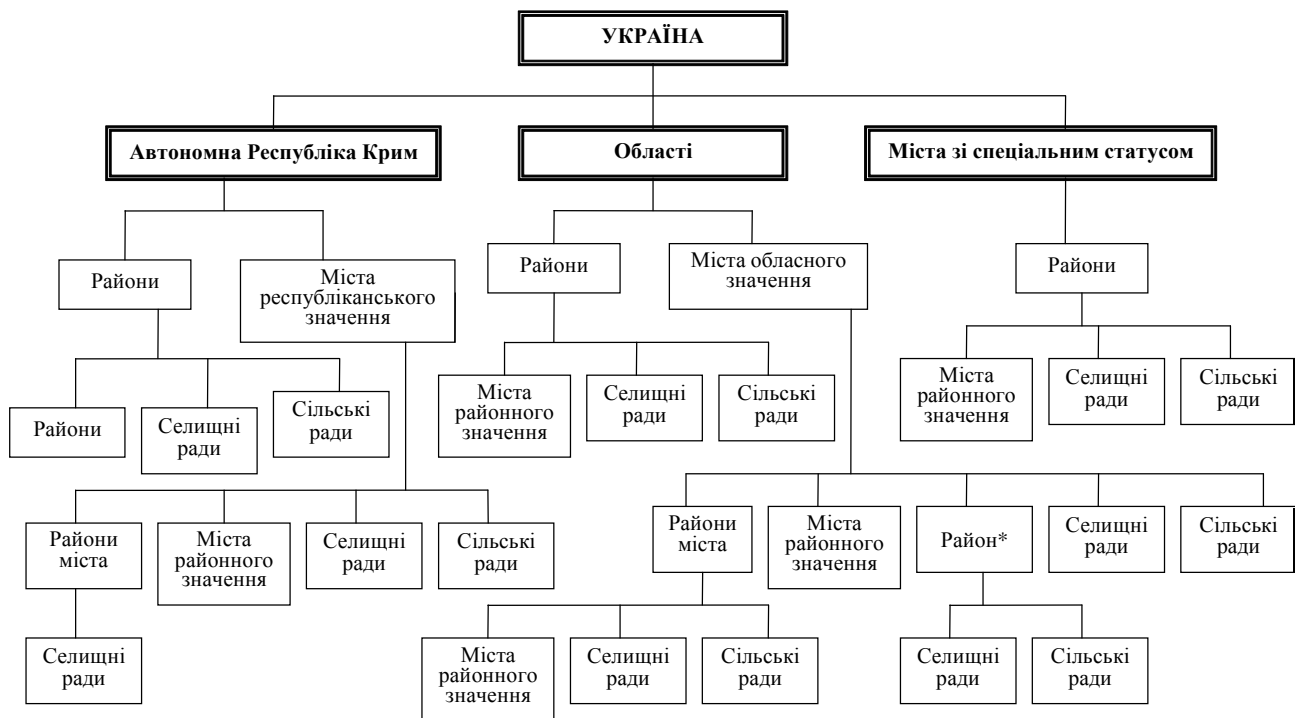 УКРАЇНА
Автономна Республіка Крим
Області
Міста зі спеціальним статусом
Райони
Міста
республіканського
значення
Райони
Міста обласного
значення
Райони
Райони
Селищні
ради
Сільські
ради
Міста
районного
значення
Селищні
ради
Сільські
ради
Міста
районного
значення
Селищні
ради
Сільські
ради
Райони
міста
Міста
районного
значення
Селищні
ради
Сільські
ради
Райони
міста
Міста
районного
значення
Район*
Селищні
ради
Сільські
ради
Селищні
ради
Міста
районного
значення
Селищні
ради
Сільські
ради
Селищні
ради
Сільські
ради